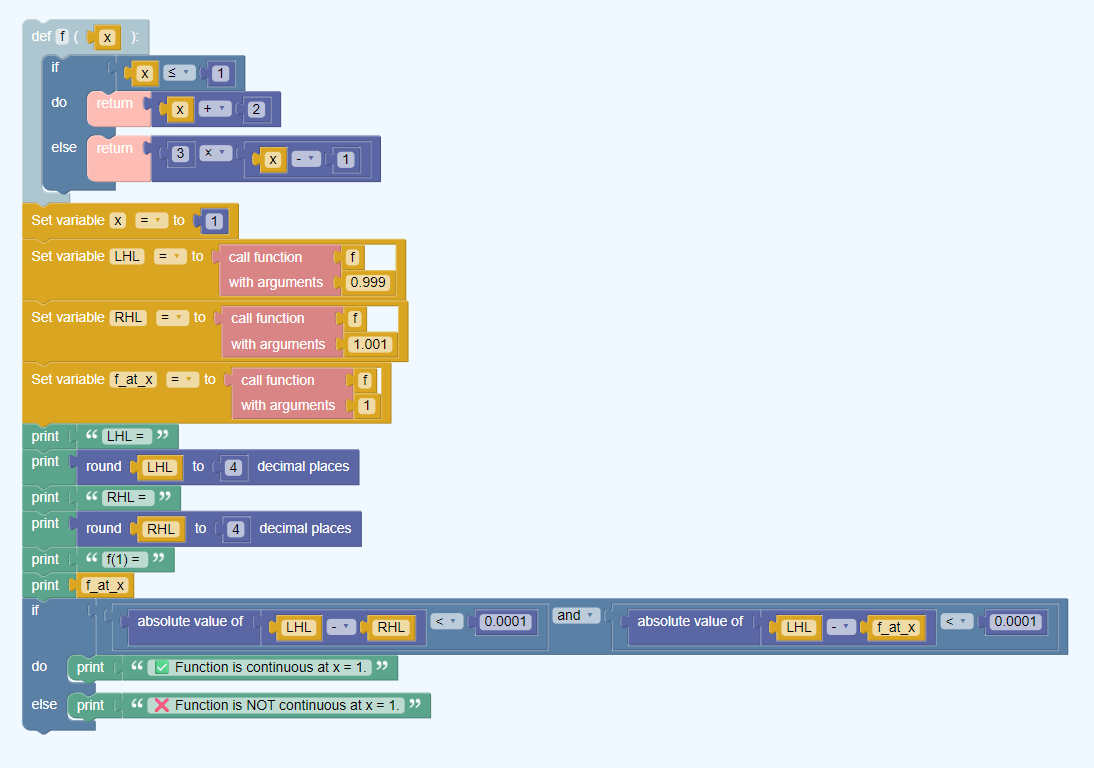 def f ( x ):
if x ≤ 1
do return x + 2
else return 3 × x - 1
Set variable x = to 1
Set variable LHL = to call function f
with arguments 0.999
Set variable RHL = to call function f
with arguments 1.001
Set variable f_at_x = to call function f
with arguments 1
print “ LHL = ”
print round LHL to 4 decimal places
print “ RHL = ”
print round RHL to 4 decimal places
print “ f(1) = ”
print f_at_x
if absolute value of LHL - RHL < 0.0001 and absolute value of LHL - f_at_x < 0.0001
do print “ ✅ Function is continuous at x = 1. ”
else print “ ❌ Function is NOT continuous at x = 1. ”